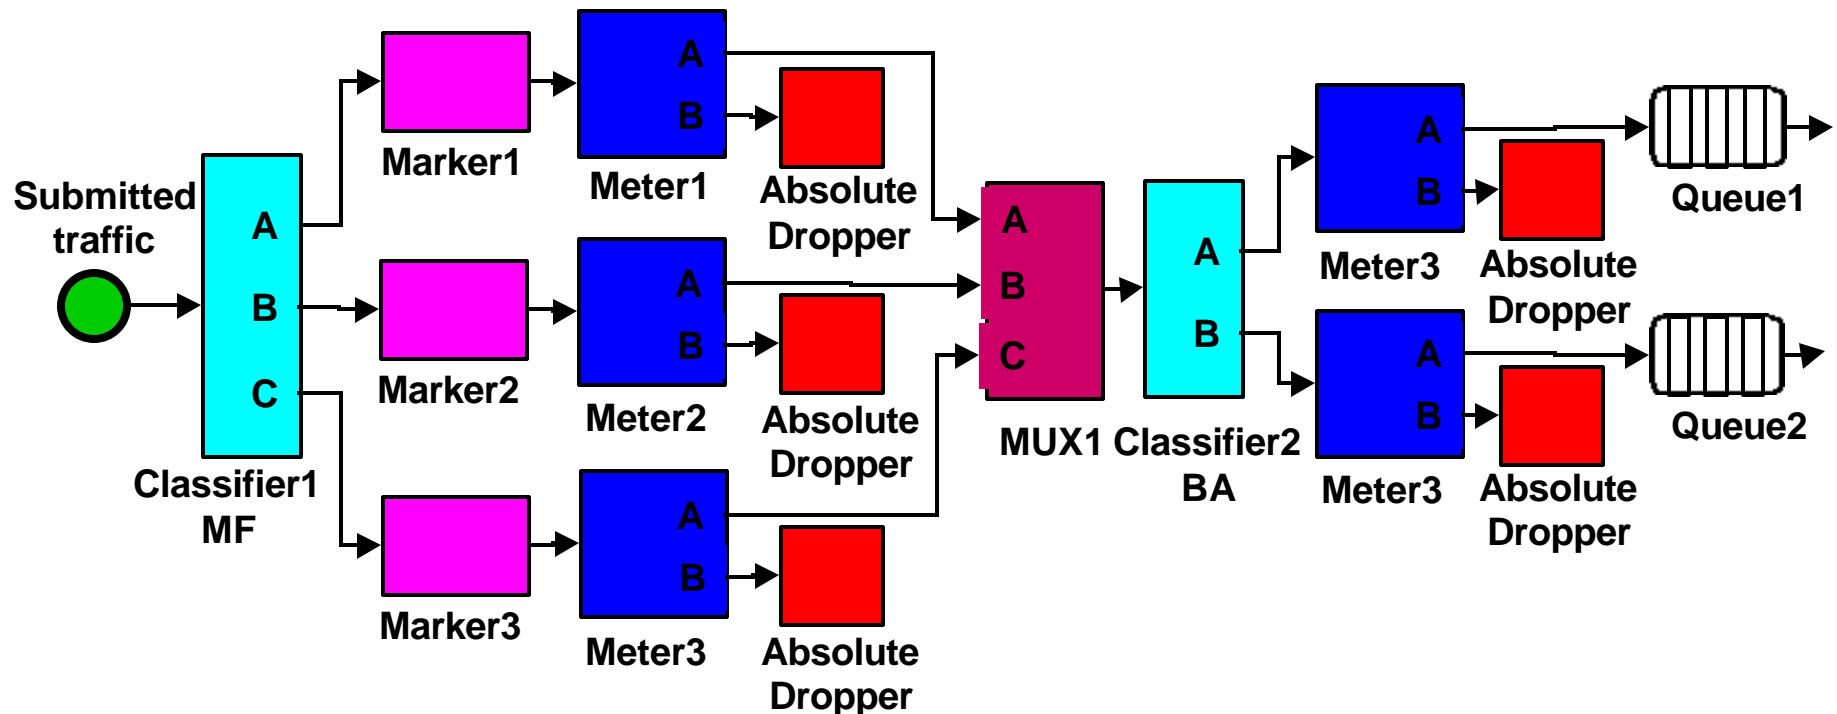 Submitted
traffic
A
B
C
Classifier1
MF
Marker1
A
B
Meter1
Absolute
Dropper
Marker2
A
B
Meter2
Absolute
Dropper
Marker3
A
B
Meter3
Absolute
Dropper
A
B
C
MUX1
A
B
Classifier2
BA
A
B
Meter3
Absolute
Dropper
Queue1
A
B
Meter3
Absolute
Dropper
Queue2